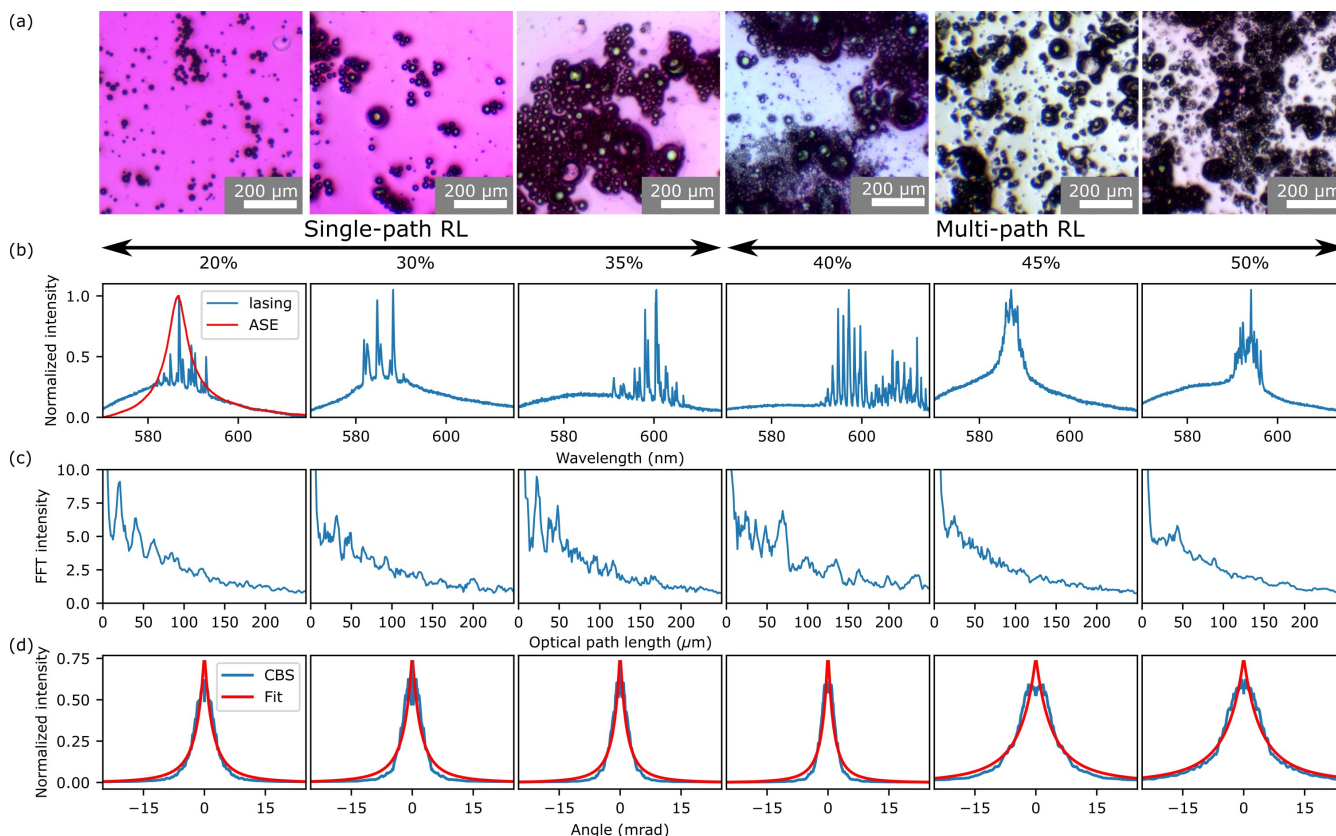 (a)
200 µm 200 µm 200 µm 200 µm 200 µm 200 µm
Single-path RL Multi-path RL
(b)
20% 30% 35% 40% 45% 50%
Normalized intensity
1.0
0.5
0.0
lasing
ASE
580 600 580 600 580 600 580 600 580 600 580 600
Wavelength (nm)
(c)
FFT intensity
10.0
7.5
5.0
2.5
0.0
0 50 100 150 200 0 50 100 150 200 0 50 100 150 200 0 50 100 150 200 0 50 100 150 200 0 50 100 150 200
Optical path length (µm)
(d)
Normalized intensity
0.75
0.50
0.25
0.00
CBS
Fit
−15 0 15 −15 0 15 −15 0 15 −15 0 15 −15 0 15 −15 0 15
Angle (mrad)